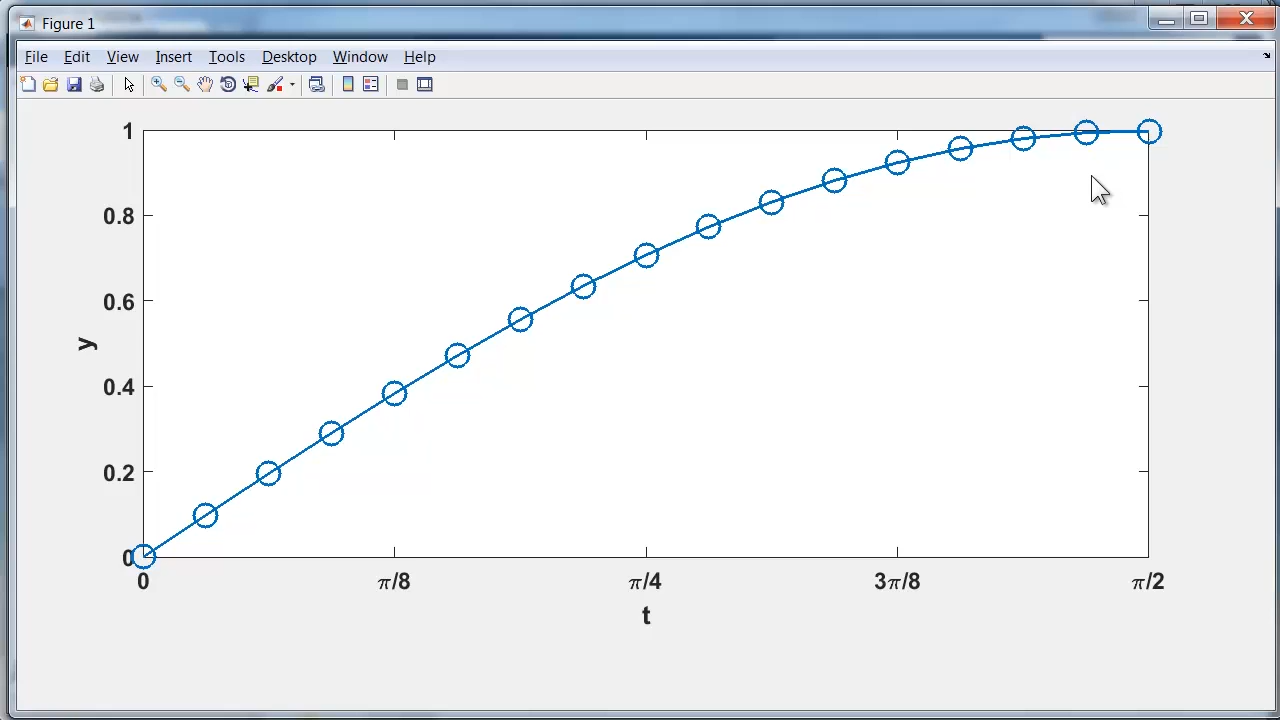 Figure 1
File Edit View Insert Tools Desktop Window Help
1
0.8
0.6
y
0.4
0.2
0
0 π/8 π/4 3π/8 π/2
t